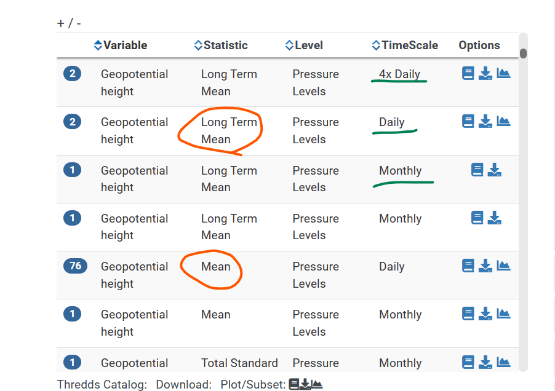 + / -
Variable Statistic Level TimeScale Options
2 Geopotential height Long Term Mean Pressure Levels 4x Daily
2 Geopotential height Long Term Mean Pressure Levels Daily
1 Geopotential height Long Term Mean Pressure Levels Monthly
1 Geopotential height Long Term Mean Pressure Levels Monthly
76 Geopotential height Mean Pressure Levels Daily
1 Geopotential height Mean Pressure Levels Monthly
1 Geopotential Total Standard Pressure Monthly
Thredds Catalog: Download: Plot/Subset: